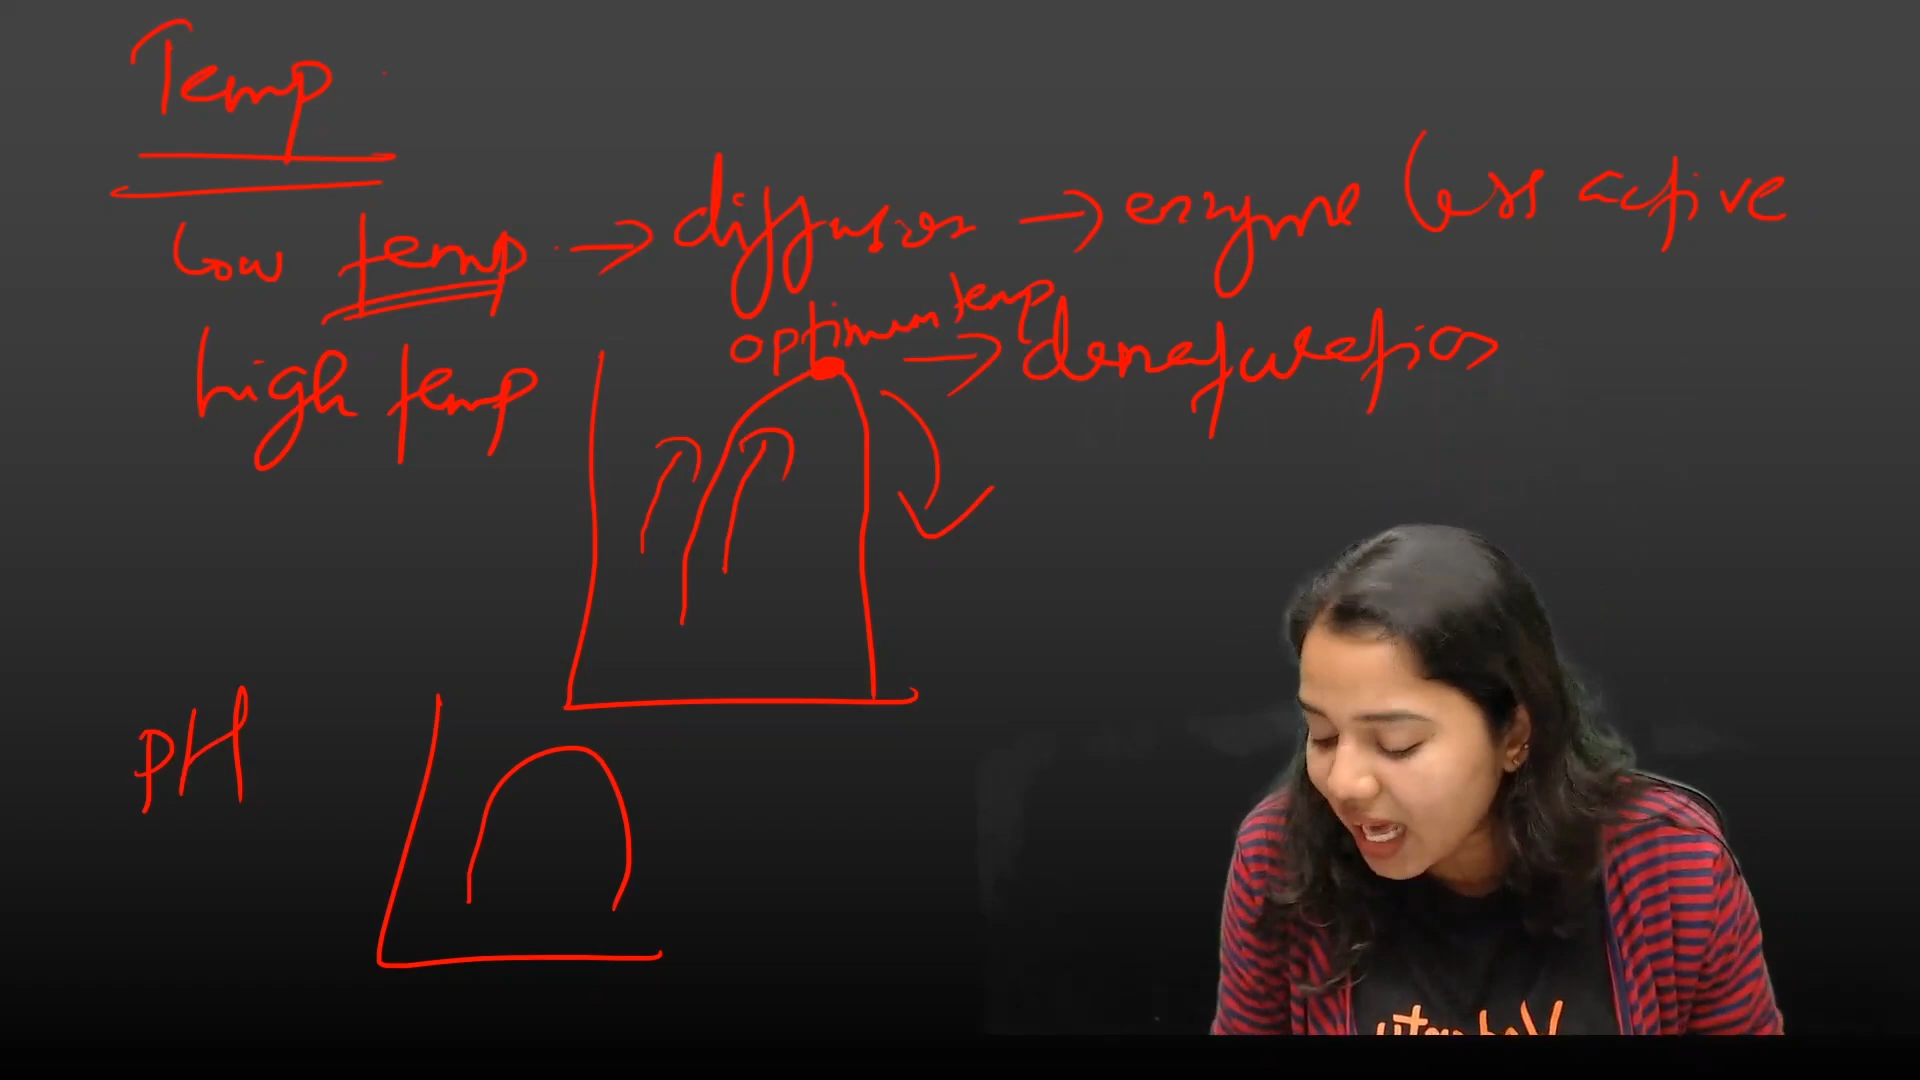 Temp
low temp → diffusion → enzyme less active
optimum temp
high temp → denaturation
pH